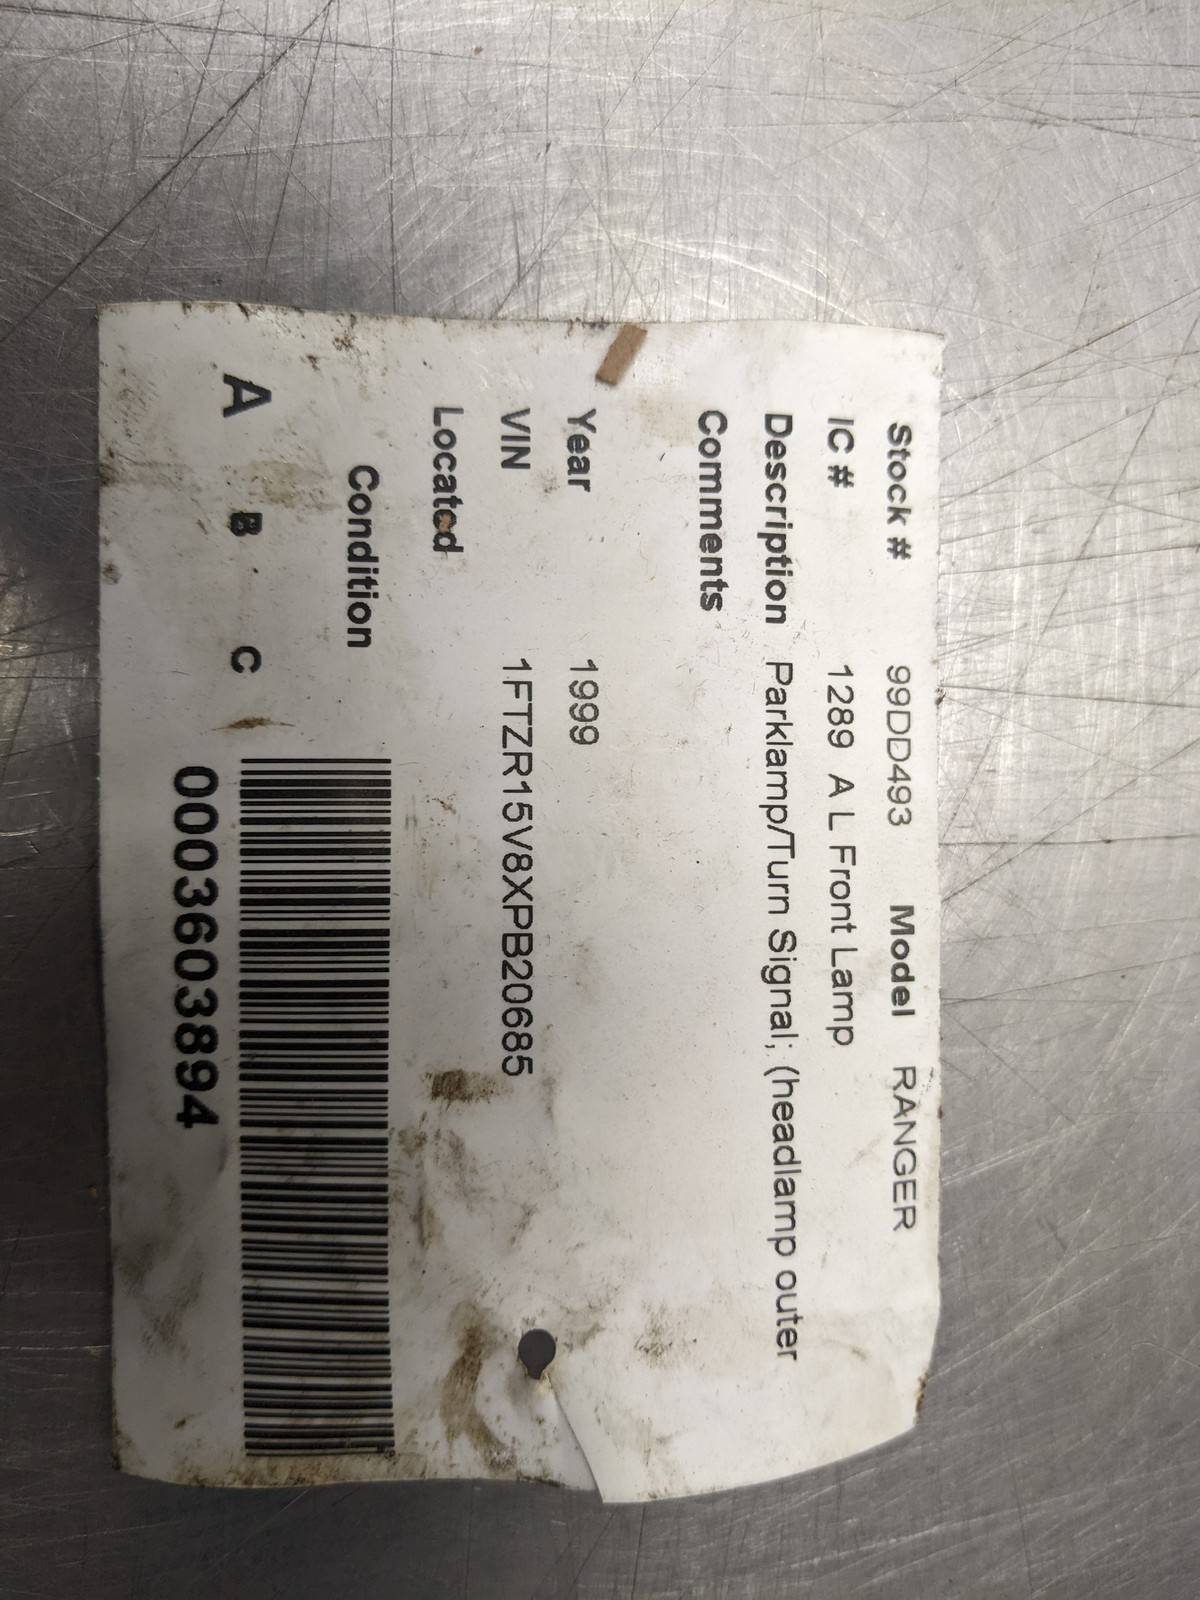 Stock # 99DD493 Model RANGER
IC # 1289 A L Front Lamp
Description Parklamp/Turn Signal; (headlamp outer
Comments
Year 1999
VIN 1FTZR15V8XPB20685
Located
Condition
A B C
0003603894